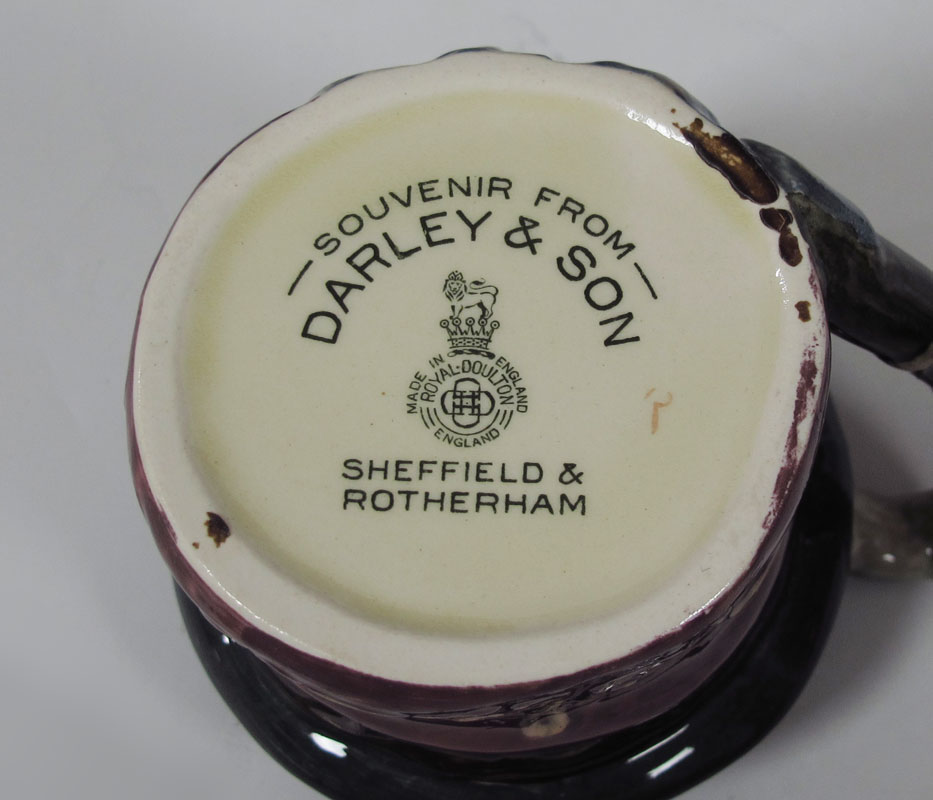 SOUVENIR FROM
DARLEY & SON
MADE IN ENGLAND
ROYAL·DOULTON
ENGLAND
SHEFFIELD &
ROTHERHAM